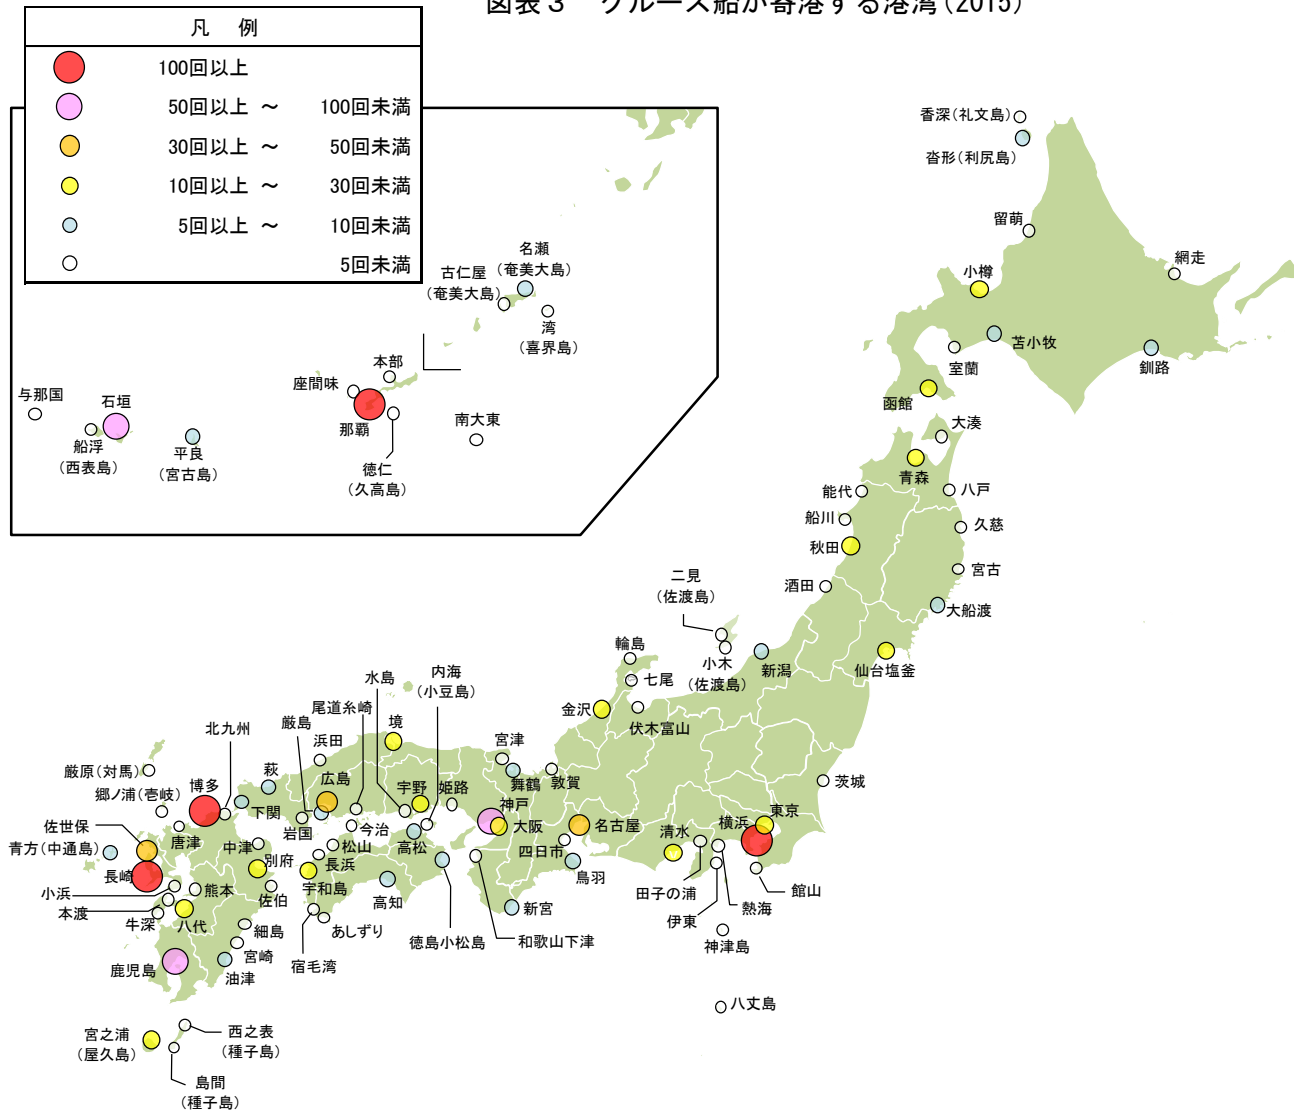 図表３　クルーズ船が寄港する港湾(2015)
凡　例
100回以上
50回以上 ～ 100回未満
30回以上 ～ 50回未満
10回以上 ～ 30回未満
5回以上 ～ 10回未満
5回未満
香深(礼文島)
沓形(利尻島)
留萌
網走
小樽
苫小牧
釧路
室蘭
函館
大湊
青森
能代
八戸
船川
久慈
秋田
宮古
酒田
大船渡
仙台塩釜
二見
(佐渡島)
小木
(佐渡島)
新潟
輪島
七尾
金沢
伏木富山
名瀬
(奄美大島)
古仁屋
(奄美大島)
湾
(喜界島)
本部
座間味
那覇
徳仁
(久高島)
南大東
与那国
石垣
船浮
(西表島)
平良
(宮古島)
水島
内海
(小豆島)
尾道糸崎
厳島
北九州
浜田
境
宮津
舞鶴
敦賀
茨城
厳原(対馬)
萩
広島
宇野
姫路
神戸
郷ノ浦(壱岐)
博多
下関
岩国
今治
高松
大阪
名古屋
清水
横浜
東京
佐世保
唐津
中津
松山
四日市
青方(中通島)
長崎
別府
長浜
鳥羽
小浜
熊本
佐伯
宇和島
高知
新宮
田子の浦
伊東
熱海
館山
本渡
牛深
八代
細島
あしずり
徳島小松島
和歌山下津
神津島
鹿児島
宮崎
油津
宿毛湾
八丈島
宮之浦
(屋久島)
西之表
(種子島)
島間
(種子島)